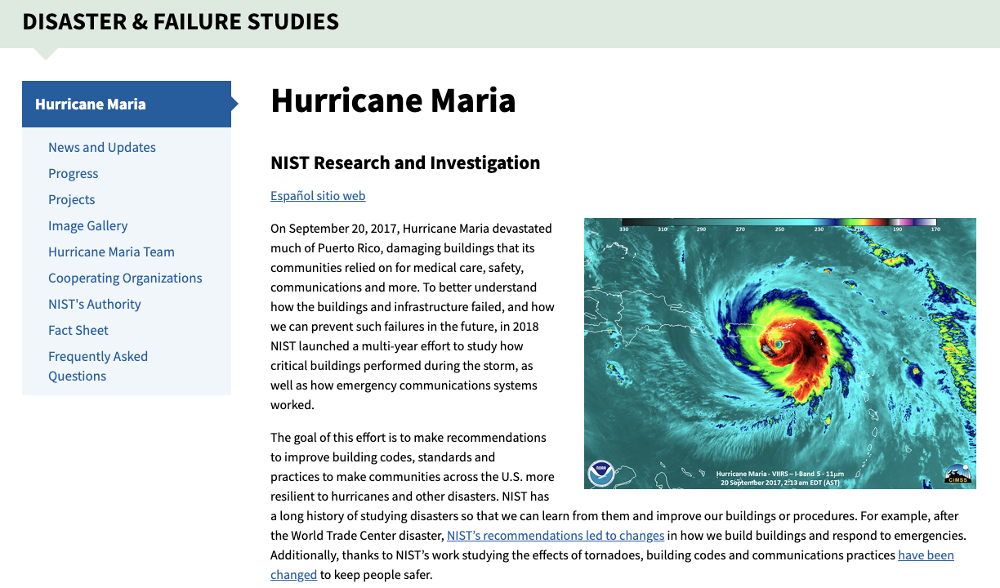 DISASTER & FAILURE STUDIES
Hurricane Maria
News and Updates
Progress
Projects
Image Gallery
Hurricane Maria Team
Cooperating Organizations
NIST's Authority
Fact Sheet
Frequently Asked
Questions
Hurricane Maria
NIST Research and Investigation
Español sitio web
On September 20, 2017, Hurricane Maria devastated
much of Puerto Rico, damaging buildings that its
communities relied on for medical care, safety,
communications and more. To better understand
how the buildings and infrastructure failed, and how
we can prevent such failures in the future, in 2018
NIST launched a multi-year effort to study how
critical buildings performed during the storm, as
well as how emergency communications systems
worked.
330 310 290 270 250 230 210 190 170
NOAA
Hurricane Maria - VIIRS – I-Band 5 - 11µm
20 September 2017, 2:13 am EDT (AST)
CIMSS
The goal of this effort is to make recommendations
to improve building codes, standards and
practices to make communities across the U.S. more
resilient to hurricanes and other disasters. NIST has
a long history of studying disasters so that we can learn from them and improve our buildings or procedures. For example, after
the World Trade Center disaster, NIST’s recommendations led to changes in how we build buildings and respond to emergencies.
Additionally, thanks to NIST’s work studying the effects of tornadoes, building codes and communications practices have been
changed to keep people safer.